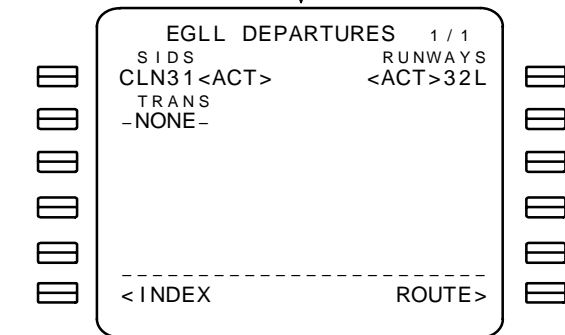 EGLL DEPARTURES 1/1
SIDS RUNWAYS
CLN31<ACT> <ACT>32L
TRANS
-NONE-
------------------------
<INDEX ROUTE>